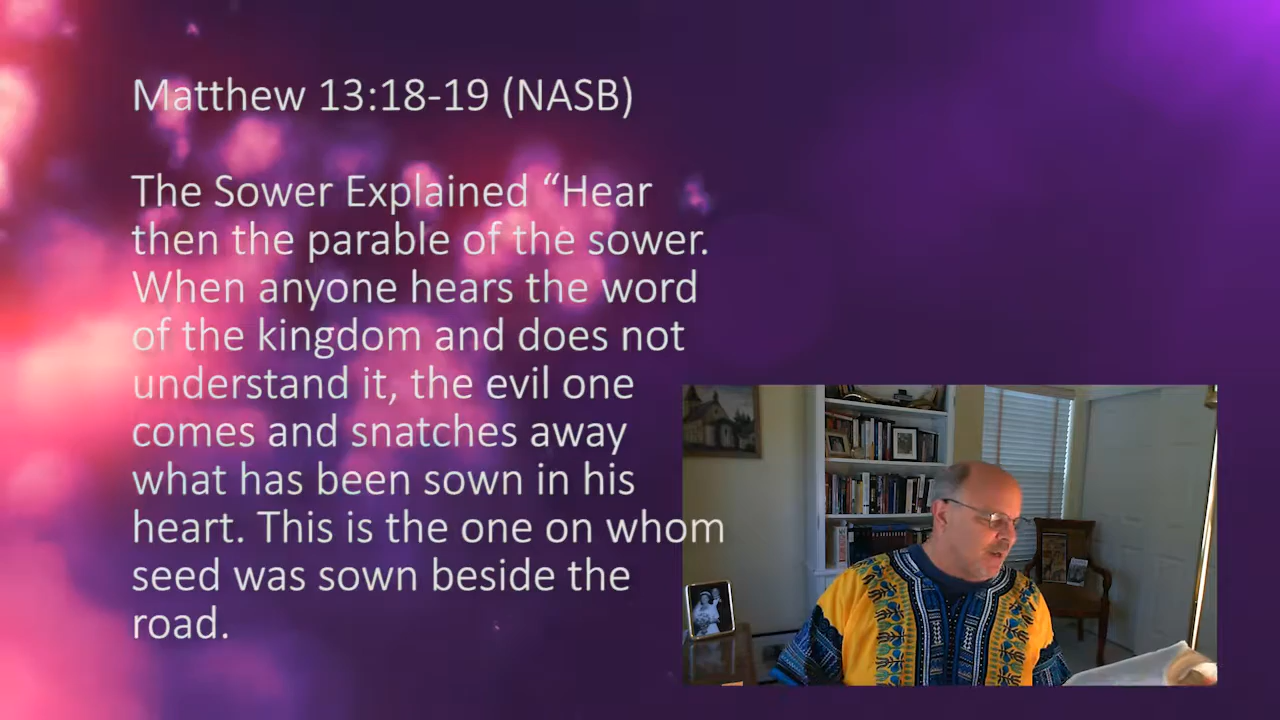 Matthew 13:18-19 (NASB)
The Sower Explained “Hear
then the parable of the sower.
When anyone hears the word
of the kingdom and does not
understand it, the evil one
comes and snatches away
what has been sown in his
heart. This is the one on whom
seed was sown beside the
road.